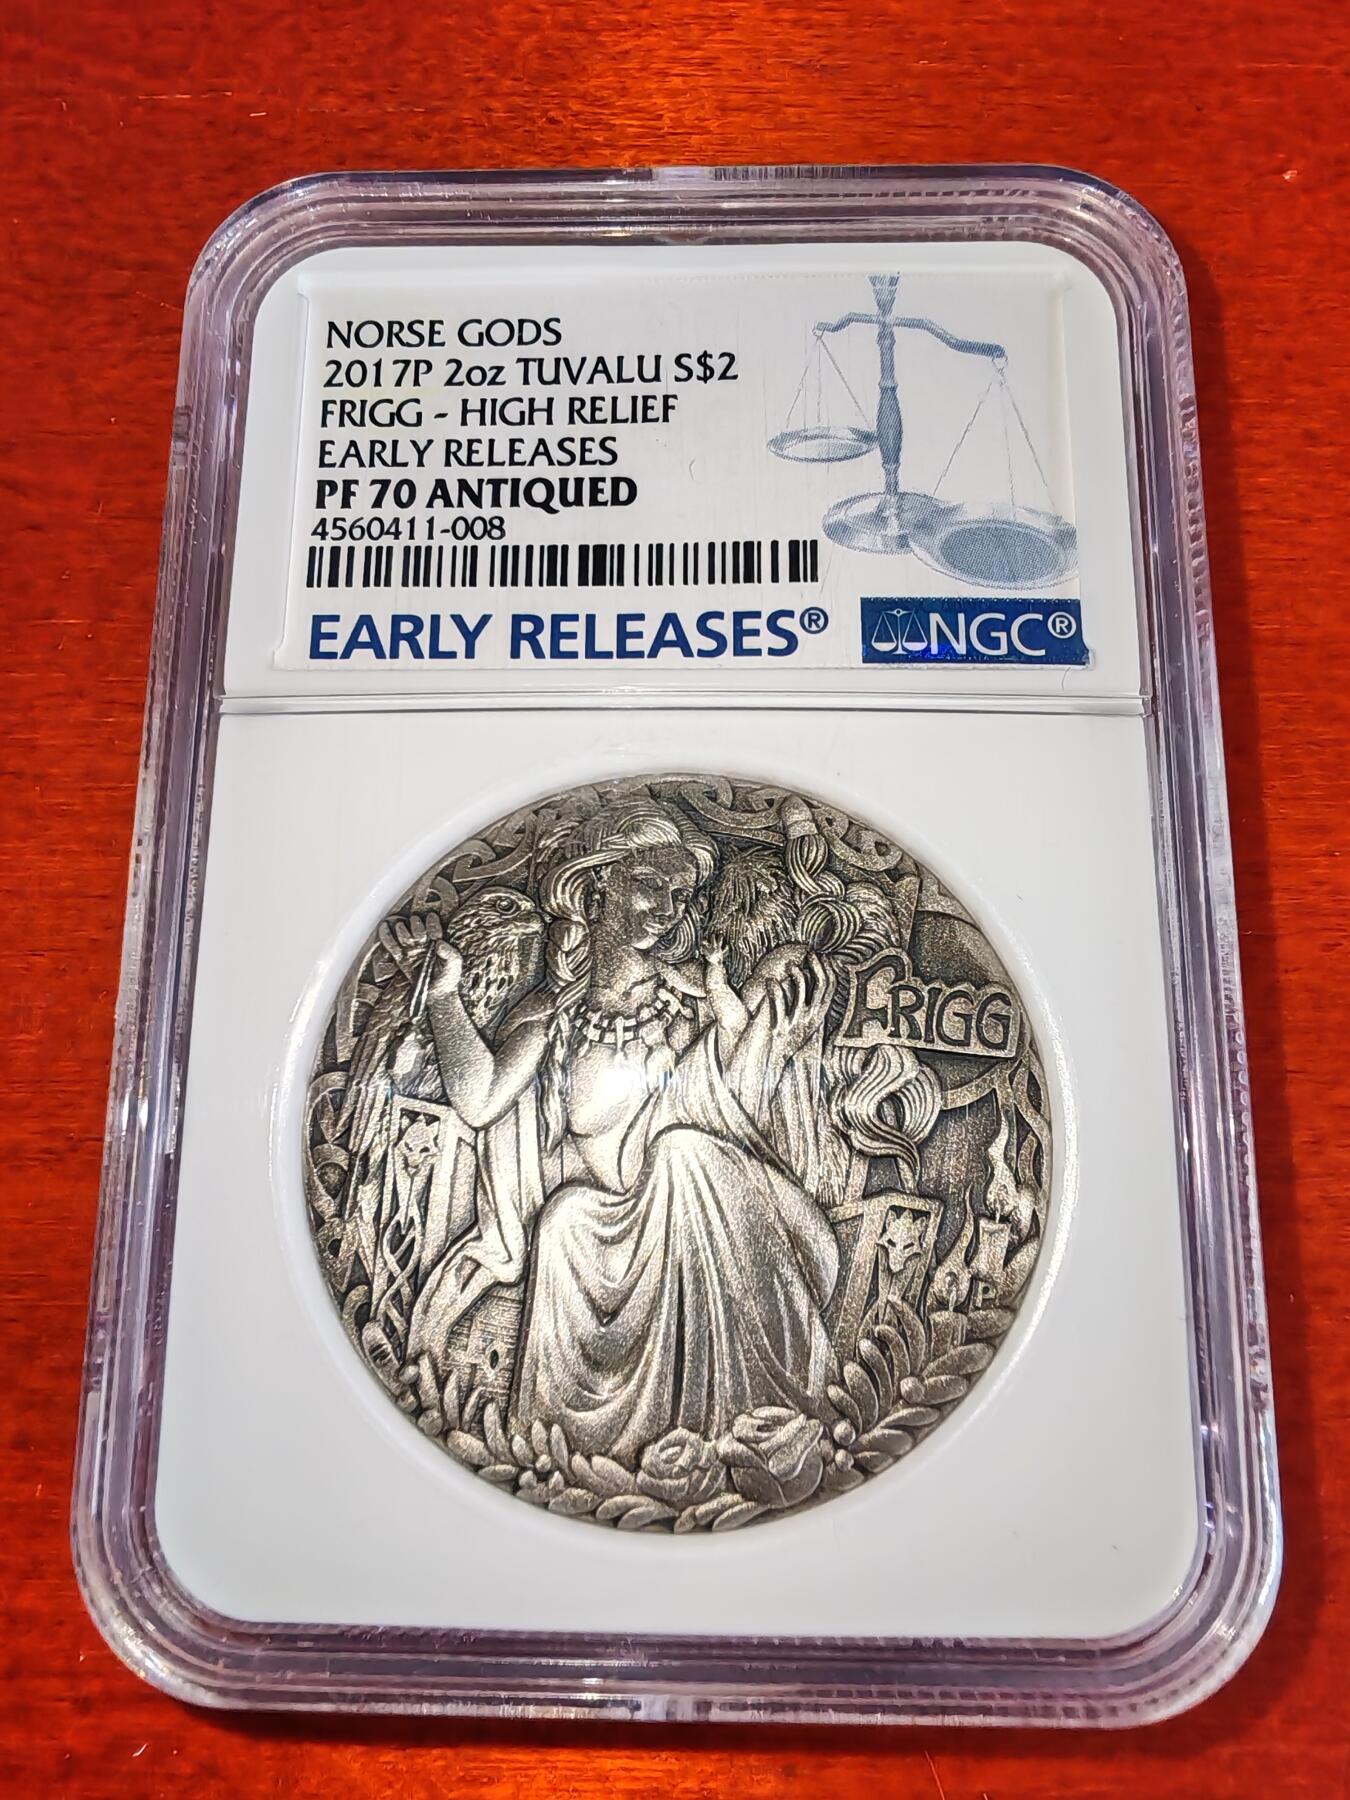 NORSE GODS
2017P 2oz TUVALU S$2
FRIGG - HIGH RELIEF
EARLY RELEASES
PF 70 ANTIQUED
4560411-008
EARLY RELEASES® NGC®
FRIGG
P